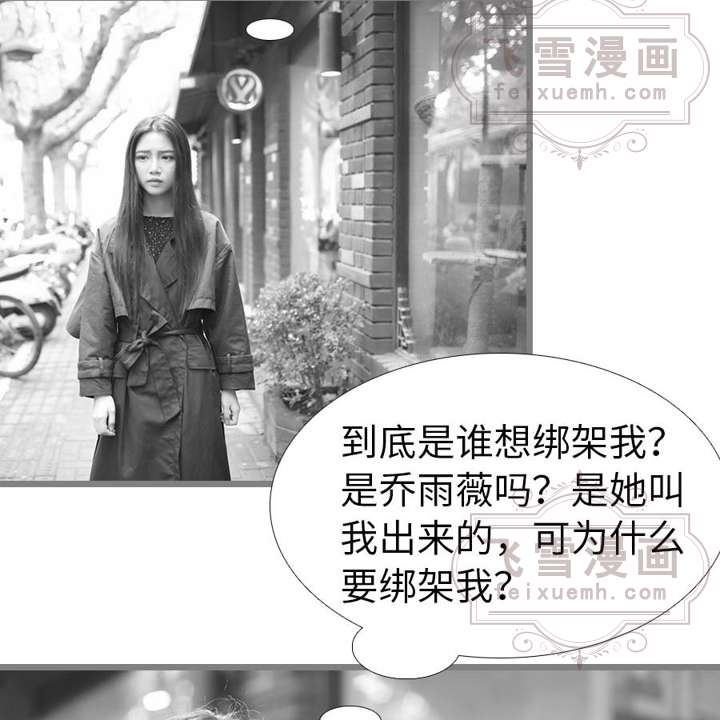 飞雪漫画
feixuemh.com
到底是谁想绑架我？
是乔雨薇吗？是她叫
我出来的，可为什么
要绑架我？
飞雪漫画
feixuemh.com